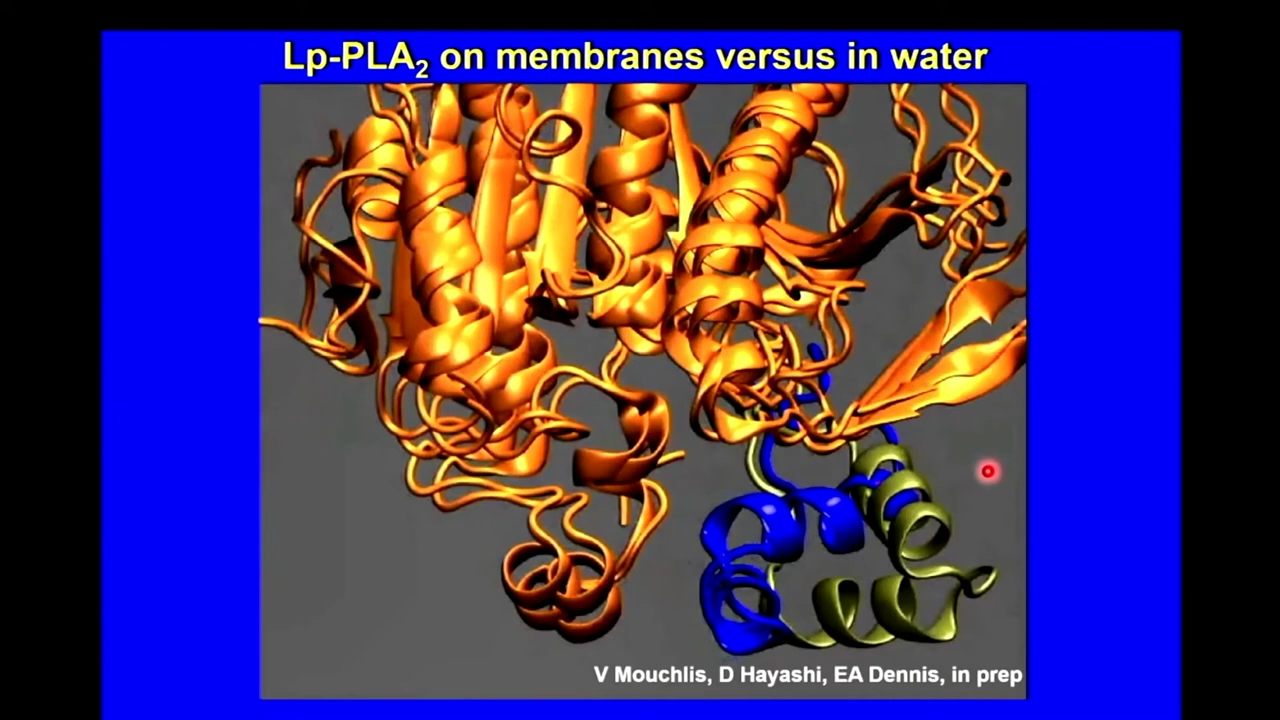 Lp-PLA₂ on membranes versus in water
V Mouchlis, D Hayashi, EA Dennis, in prep